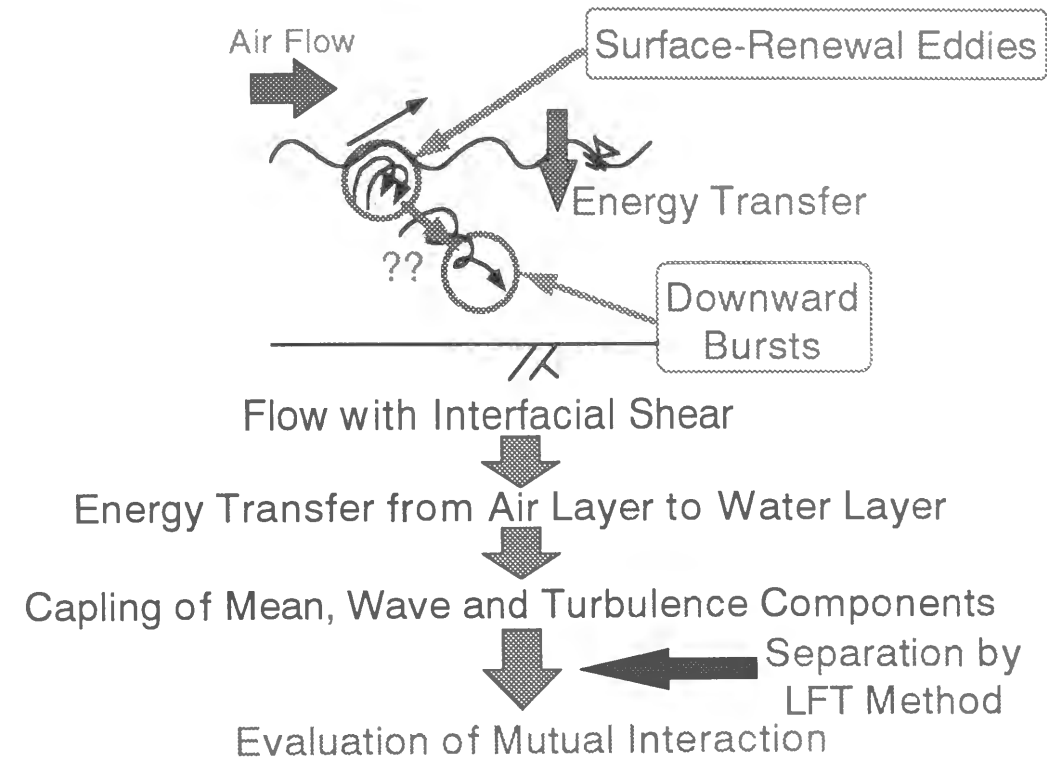 Air Flow
Surface-Renewal Eddies
Energy Transfer
??
Downward
Bursts
Flow with Interfacial Shear
Energy Transfer from Air Layer to Water Layer
Capling of Mean, Wave and Turbulence Components
Separation by
LFT Method
Evaluation of Mutual Interaction